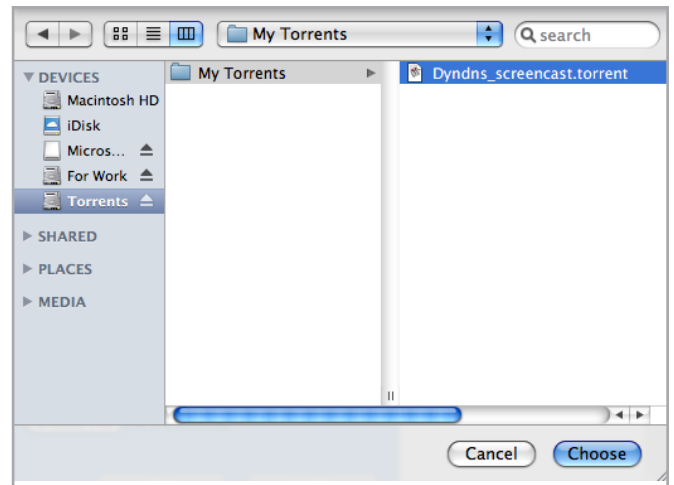 My Torrents
search
DEVICES
Macintosh HD
iDisk
Micros...
For Work
Torrents
SHARED
PLACES
MEDIA
My Torrents
Dyndns_screencast.torrent
Cancel
Choose